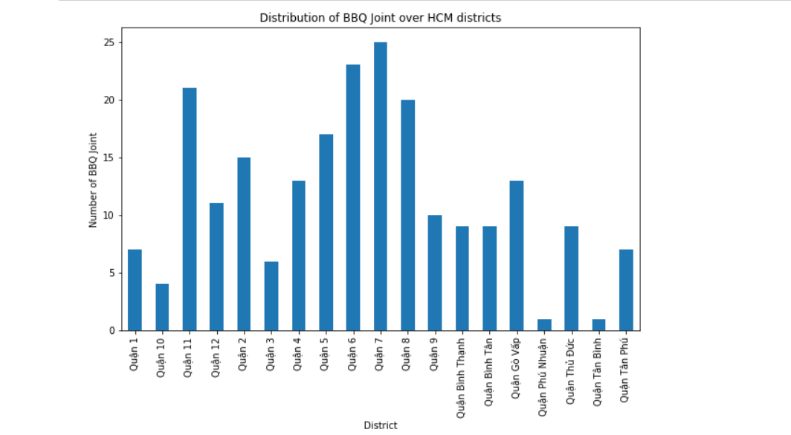 Distribution of BBQ Joint over HCM districts
Number of BBQ Joint
25
20
15
10
5
0
Quận 1
Quận 10
Quận 11
Quận 12
Quận 2
Quận 3
Quận 4
Quận 5
Quận 6
Quận 7
Quận 8
Quận 9
Quận Bình Thạnh
Quận Bình Tân
Quận Gò Vấp
Quận Phú Nhuận
Quận Thủ Đức
Quận Tân Bình
Quận Tân Phú
District